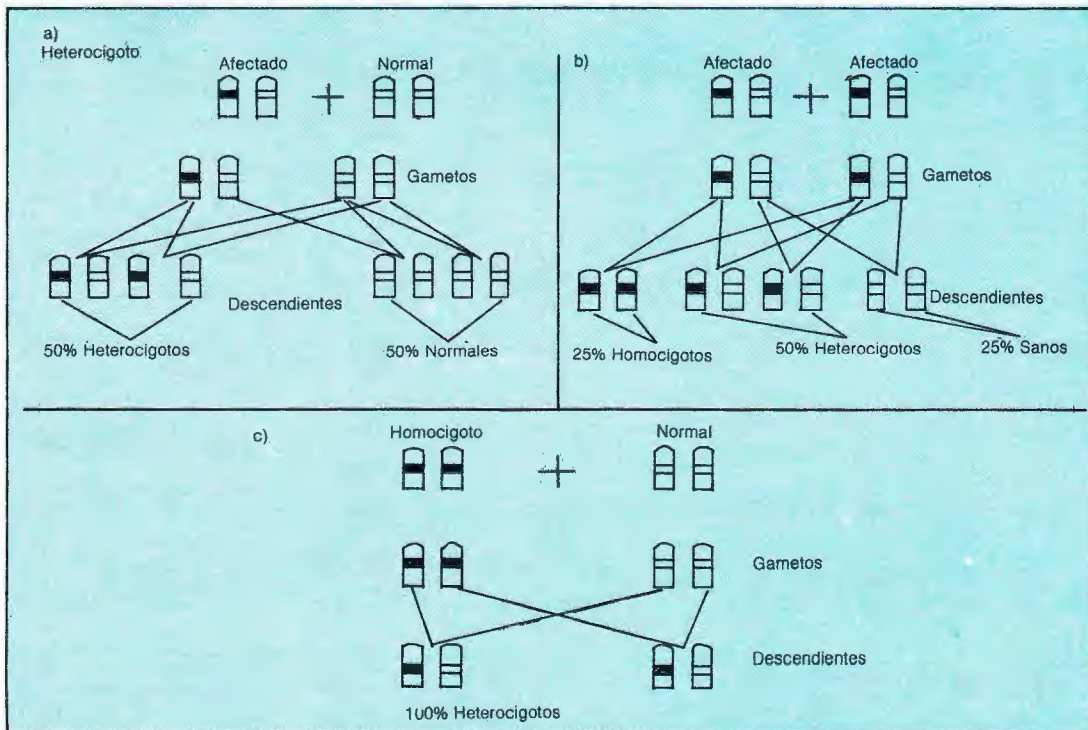 a)
Heterocigoto
Afectado Normal
Gametos
Descendientes
50% Heterocigotos 50% Normales
b)
Afectado Afectado
Gametos
Descendientes
25% Homocigotos 50% Heterocigotos 25% Sanos
c)
Homocigoto Normal
Gametos
Descendientes
100% Heterocigotos